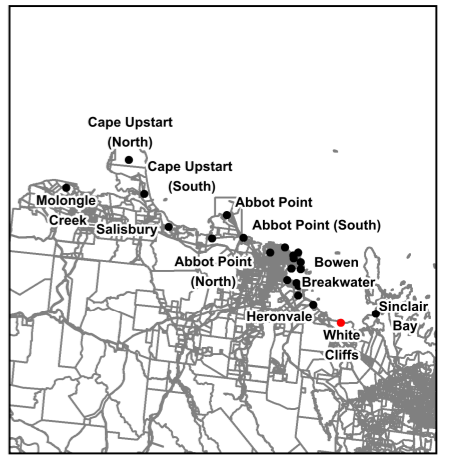 Cape Upstart
(North)
Cape Upstart
(South)
Molongle
Creek
Salisbury
Abbot Point
Abbot Point (South)
Abbot Point
(North)
Bowen
Breakwater
Heronvale
White
Cliffs
Sinclair
Bay